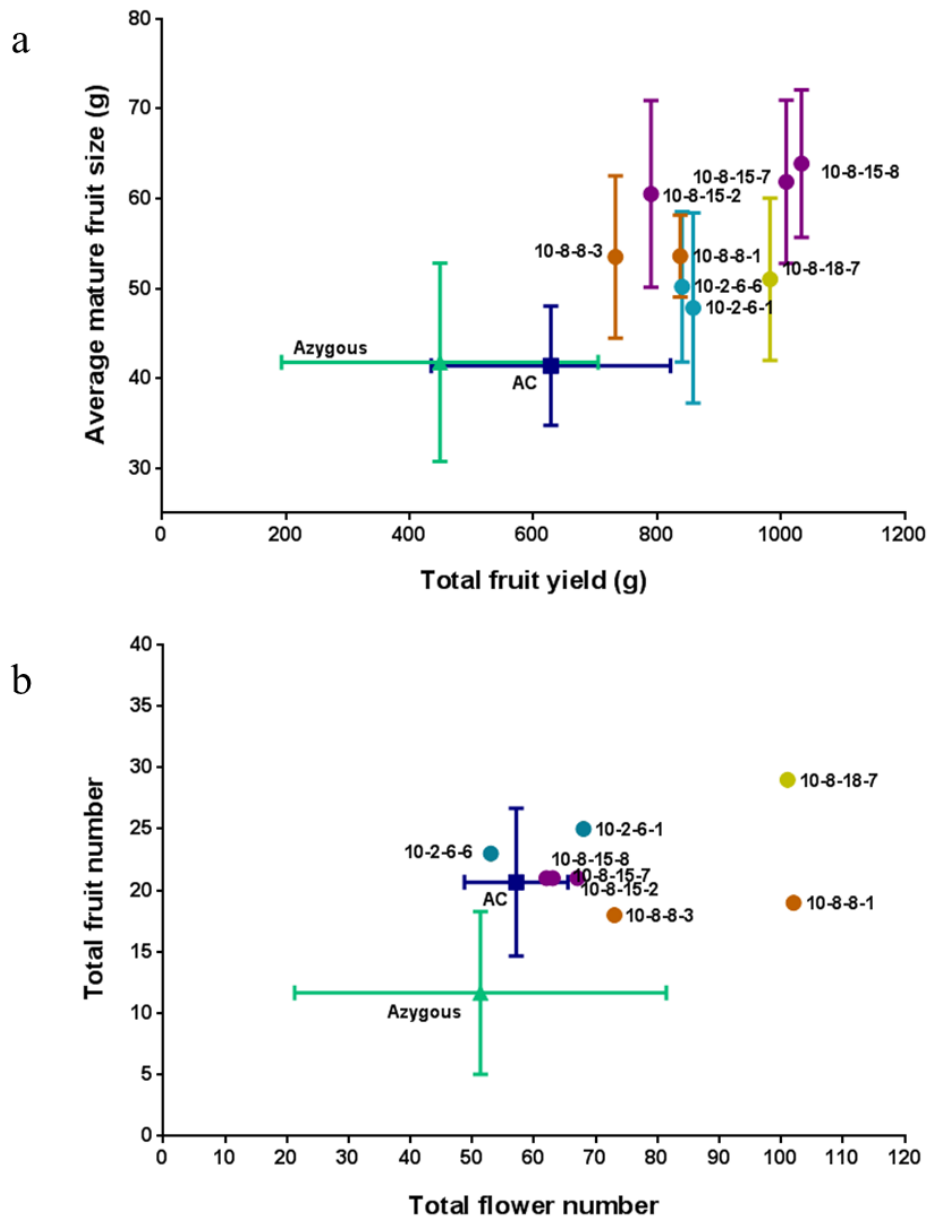 a
Average mature fruit size (g)
80
70
60
50
40
30
10-8-15-7
10-8-15-8
10-8-15-2
10-8-8-3
10-8-8-1
10-8-18-7
10-2-6-6
10-2-6-1
Azygous
AC
0 200 400 600 800 1000 1200
Total fruit yield (g)
b
Total fruit number
40
35
30
25
20
15
10
5
0
10-8-18-7
10-2-6-1
10-2-6-6
10-8-15-8
10-8-15-7
10-8-15-2
AC
10-8-8-1
10-8-8-3
Azygous
0 10 20 30 40 50 60 70 80 90 100 110 120
Total flower number